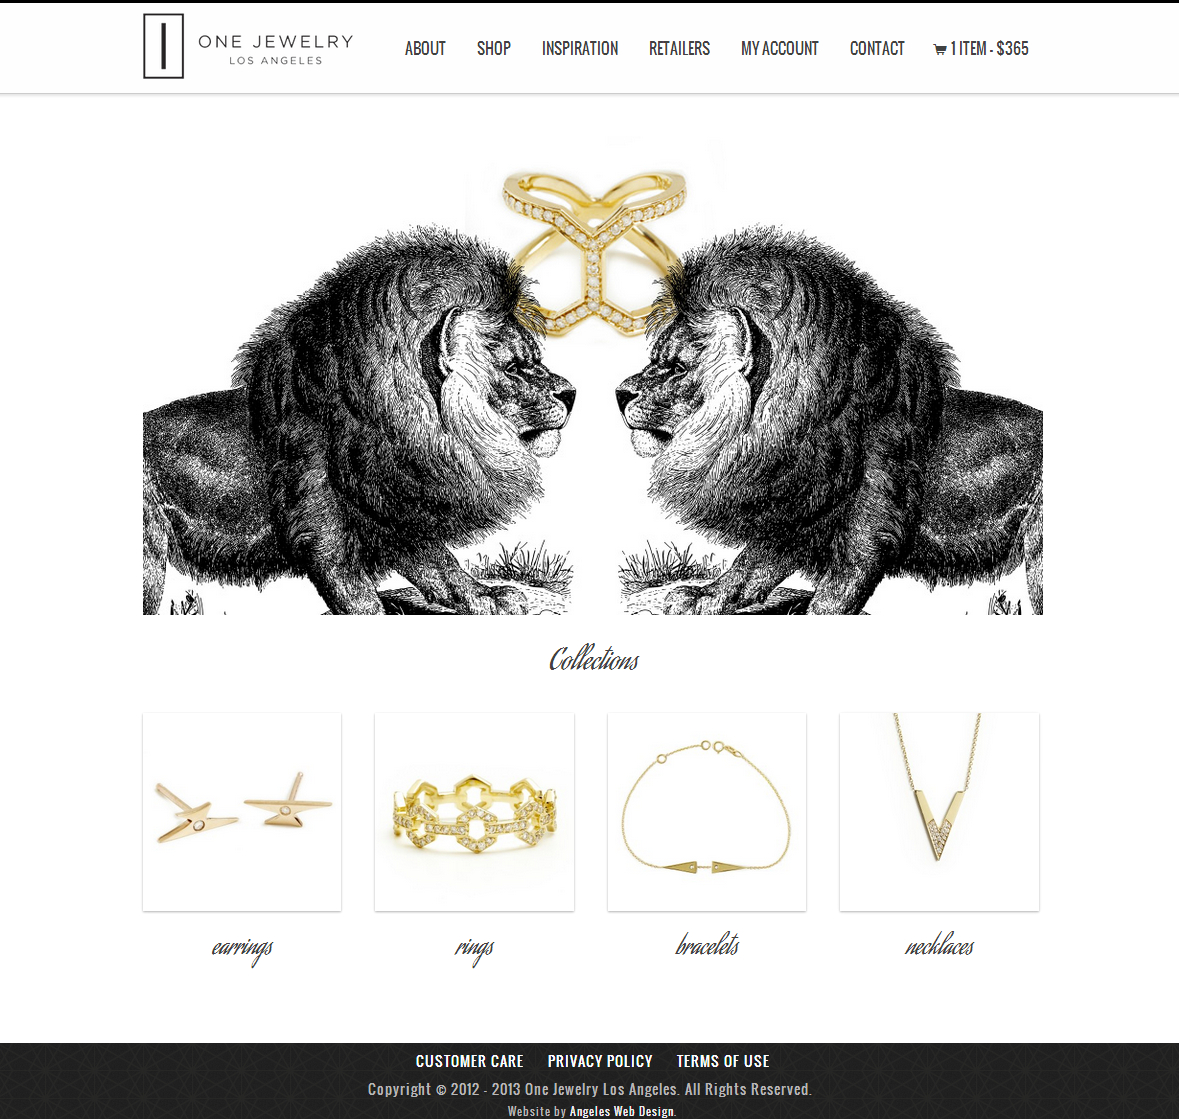 ONE JEWELRY
LOS ANGELES
ABOUT SHOP INSPIRATION RETAILERS MY ACCOUNT CONTACT 1 ITEM - $365
Collections
earrings rings bracelets necklaces
CUSTOMER CARE PRIVACY POLICY TERMS OF USE
Copyright © 2012 - 2013 One Jewelry Los Angeles. All Rights Reserved.
Website by Angeles Web Design.